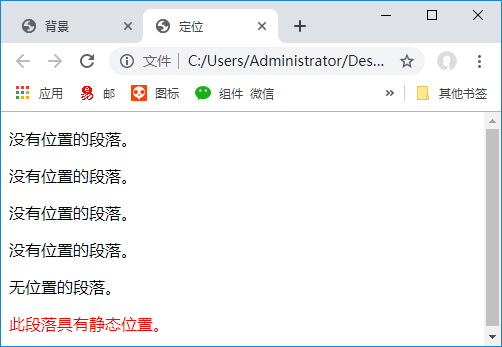 背景
定位
文件 C:/Users/Administrator/Des...
应用 易 邮 图标 组件 微信 » 其他书签
没有位置的段落。
没有位置的段落。
没有位置的段落。
没有位置的段落。
无位置的段落。
此段落具有静态位置。